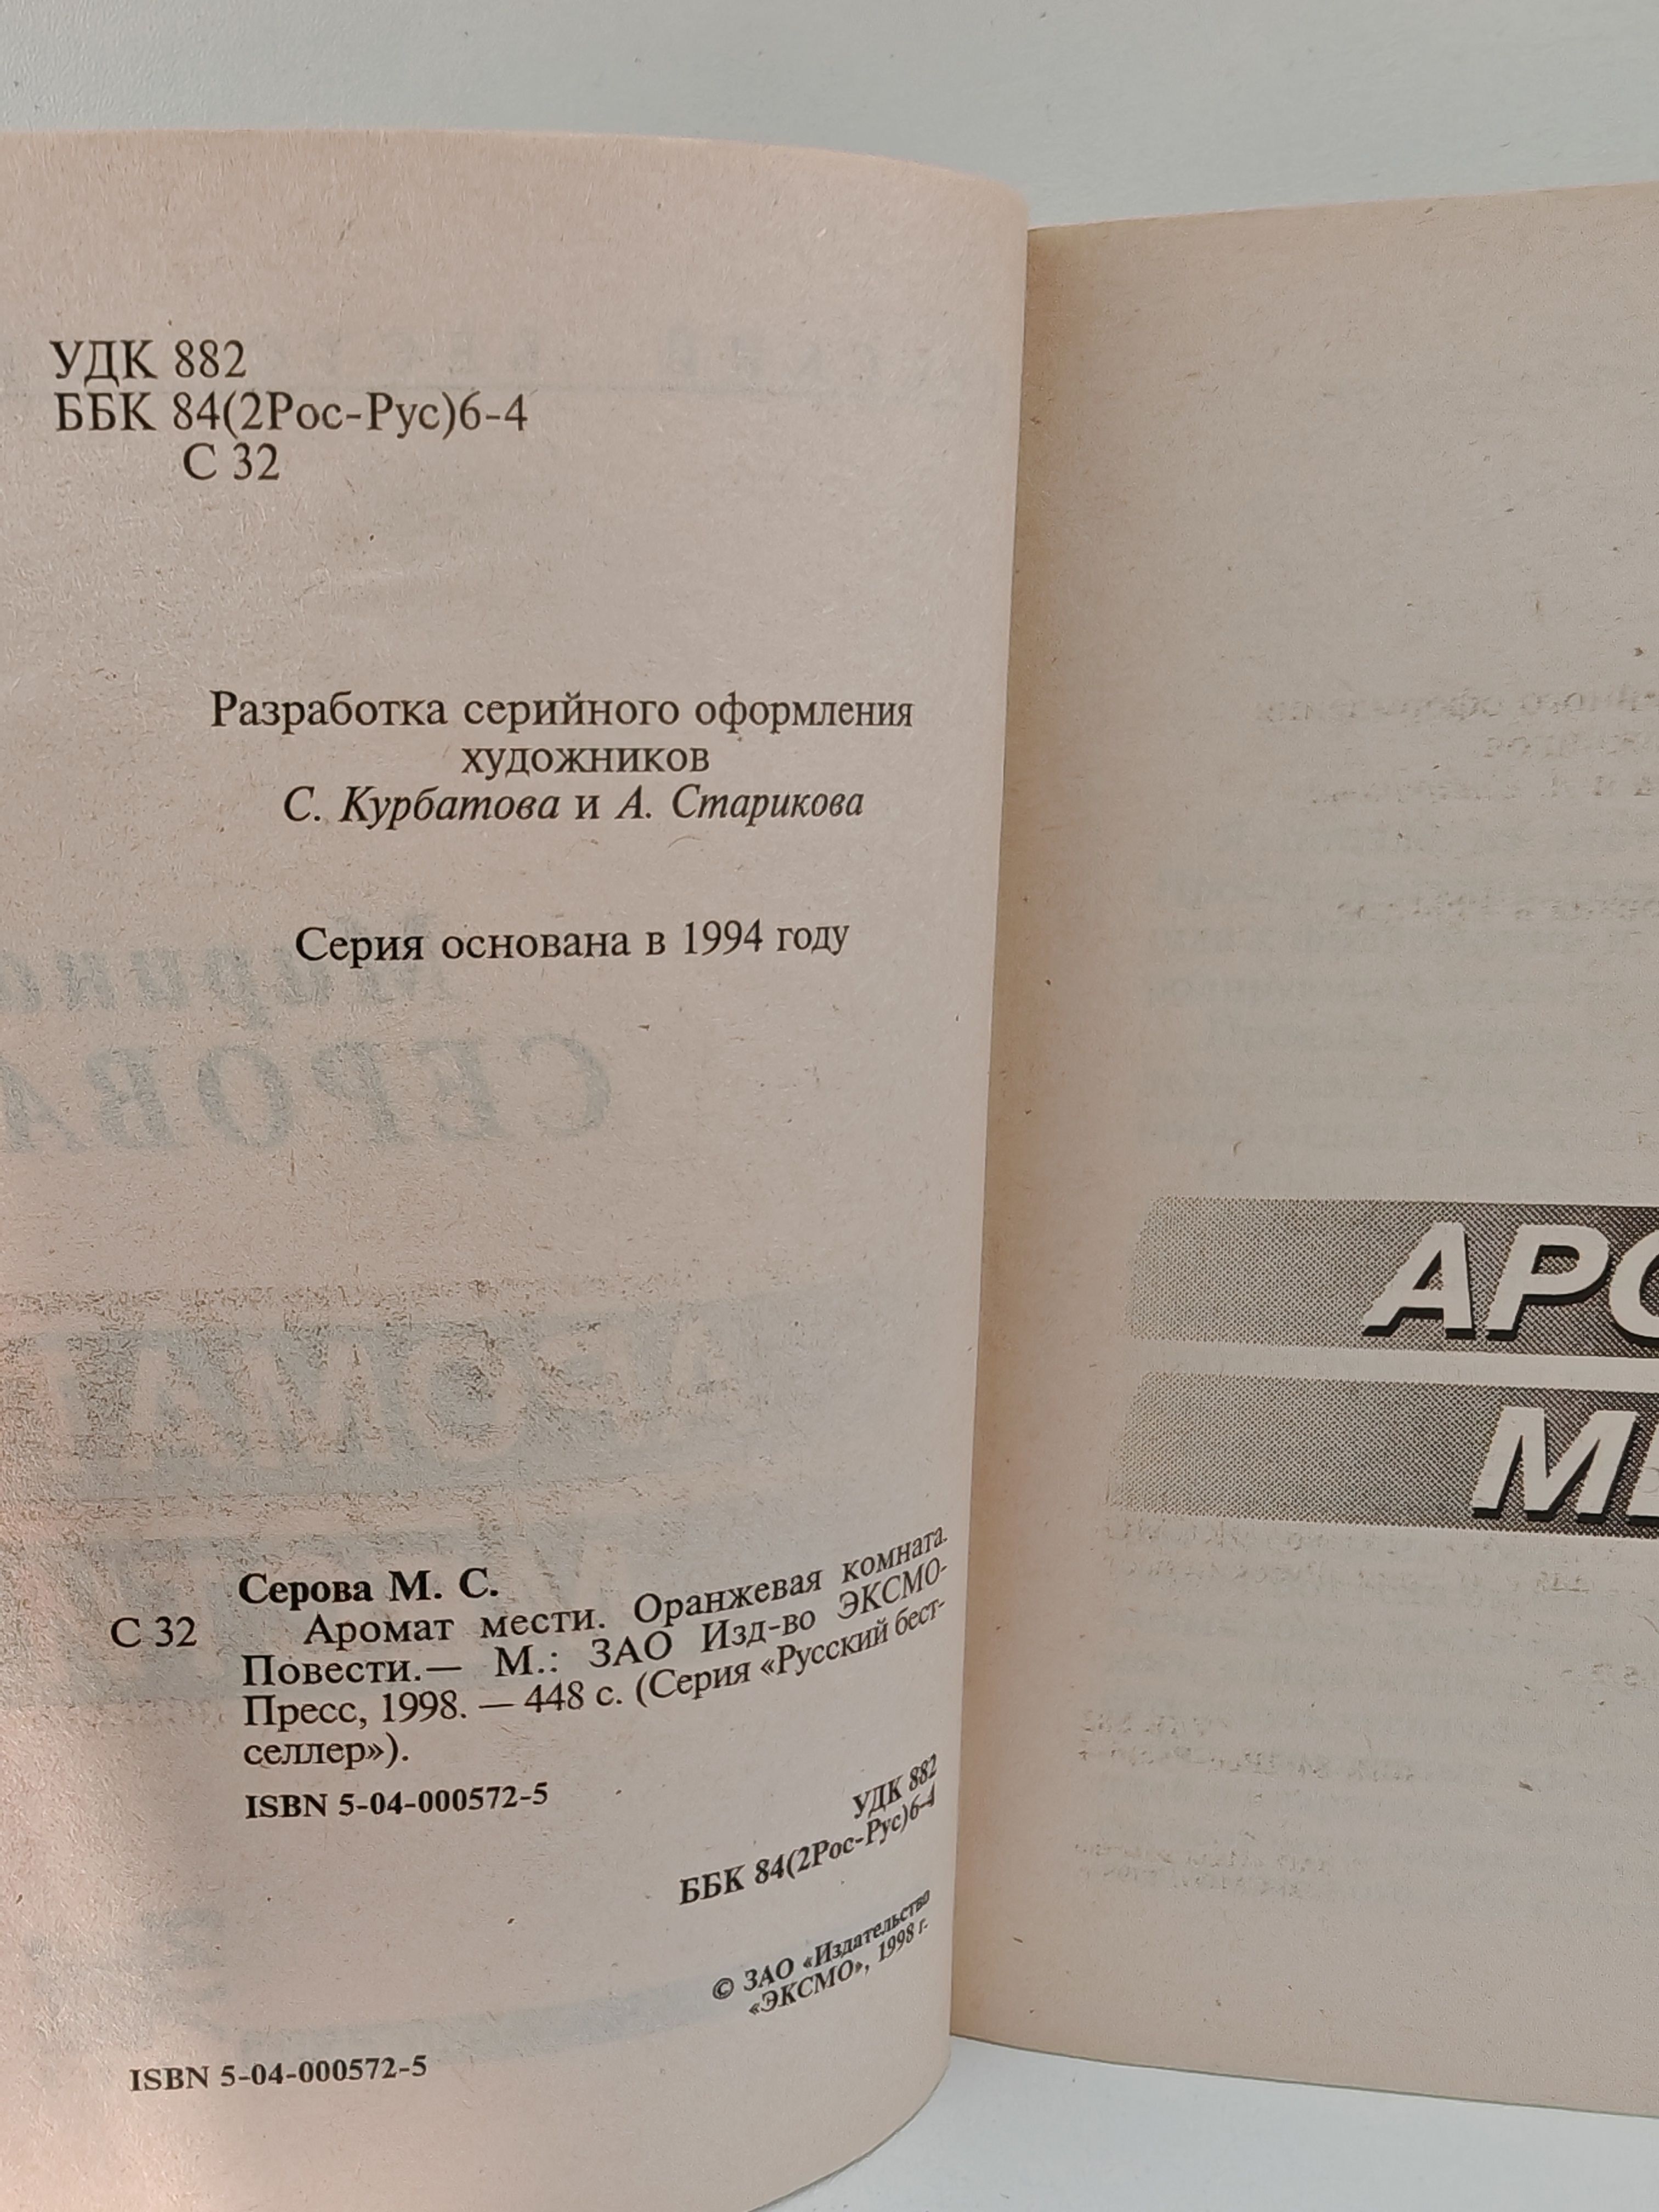 УДК 882
ББК 84(2Рос-Рус)6-4
С 32
Разработка серийного оформления
художников
С. Курбатова и А. Старикова
Серия основана в 1994 году
Серова М. С.
С 32 Аромат мести. Оранжевая комната.
Повести.— М.: ЗАО Изд-во ЭКСМО-
Пресс, 1998. — 448 с. (Серия «Русский бест-
селлер»).
ISBN 5-04-000572-5
УДК 882
ББК 84(2Рос-Рус)6-4
© ЗАО «Издательство
«ЭКСМО», 1998 г.
ISBN 5-04-000572-5